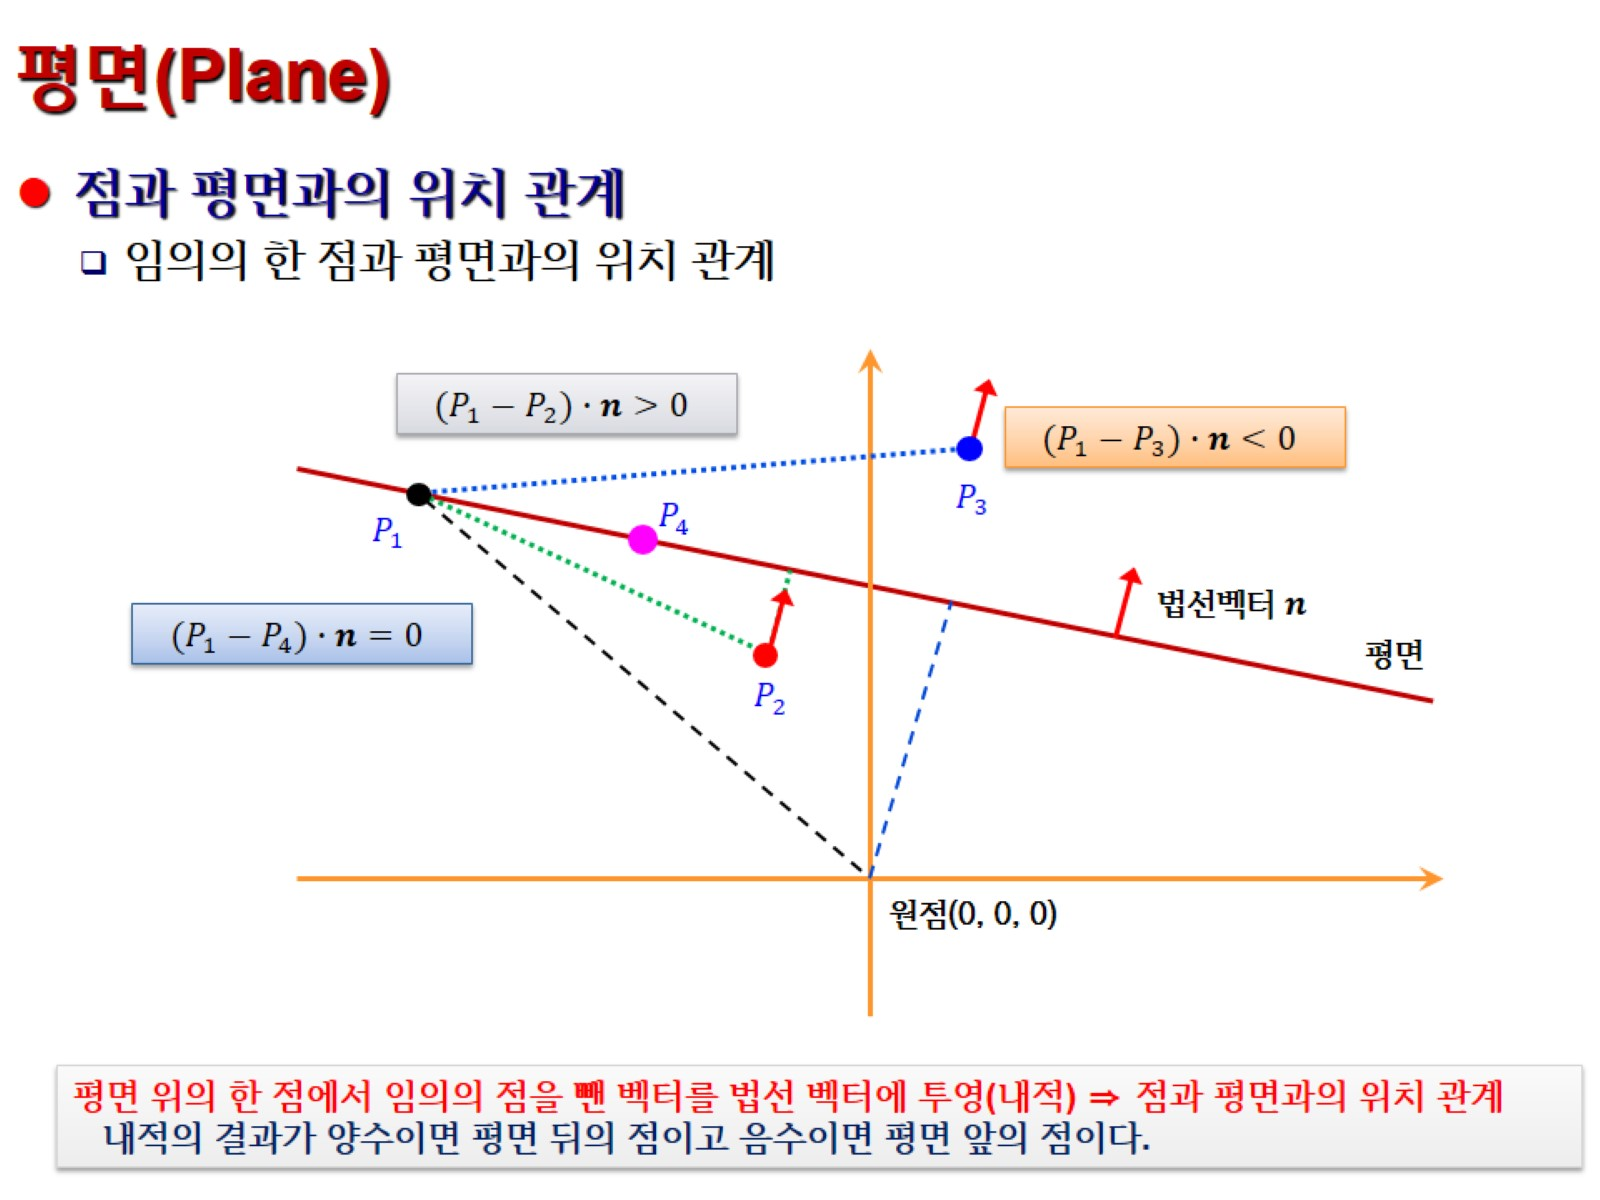 평면(Plane)
점과 평면과의 위치 관계
임의의 한 점과 평면과의 위치 관계
(P₁ − P₂) · n > 0
(P₁ − P₃) · n < 0
P₃
P₄
P₁
법선벡터 n
(P₁ − P₄) · n = 0
평면
P₂
원점(0, 0, 0)
평면 위의 한 점에서 임의의 점을 뺀 벡터를 법선 벡터에 투영(내적) ⇒ 점과 평면과의 위치 관계
내적의 결과가 양수이면 평면 뒤의 점이고 음수이면 평면 앞의 점이다.